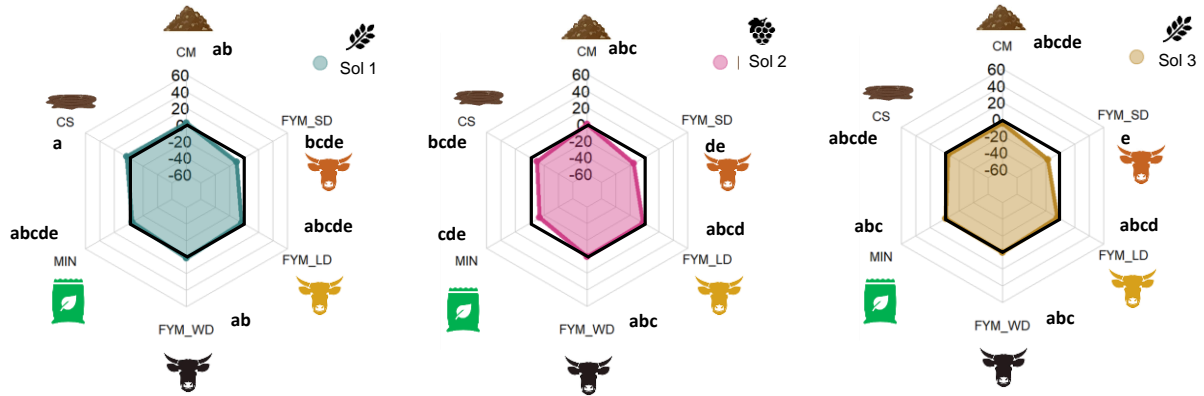 CM ab
Sol 1
60
40
20
0
-20
-40
-60
CS
a
FYM_SD
bcde
abcde
MIN
abcde
FYM_LD
FYM_WD
ab
CM abc
| Sol 2
60
40
20
0
-20
-40
-60
CS
bcde
FYM_SD
de
cde
MIN
abcd
FYM_LD
FYM_WD
abc
CM abcde
Sol 3
60
40
20
0
-20
-40
-60
CS
abcde
FYM_SD
e
abc
MIN
abcd
FYM_LD
FYM_WD
abc